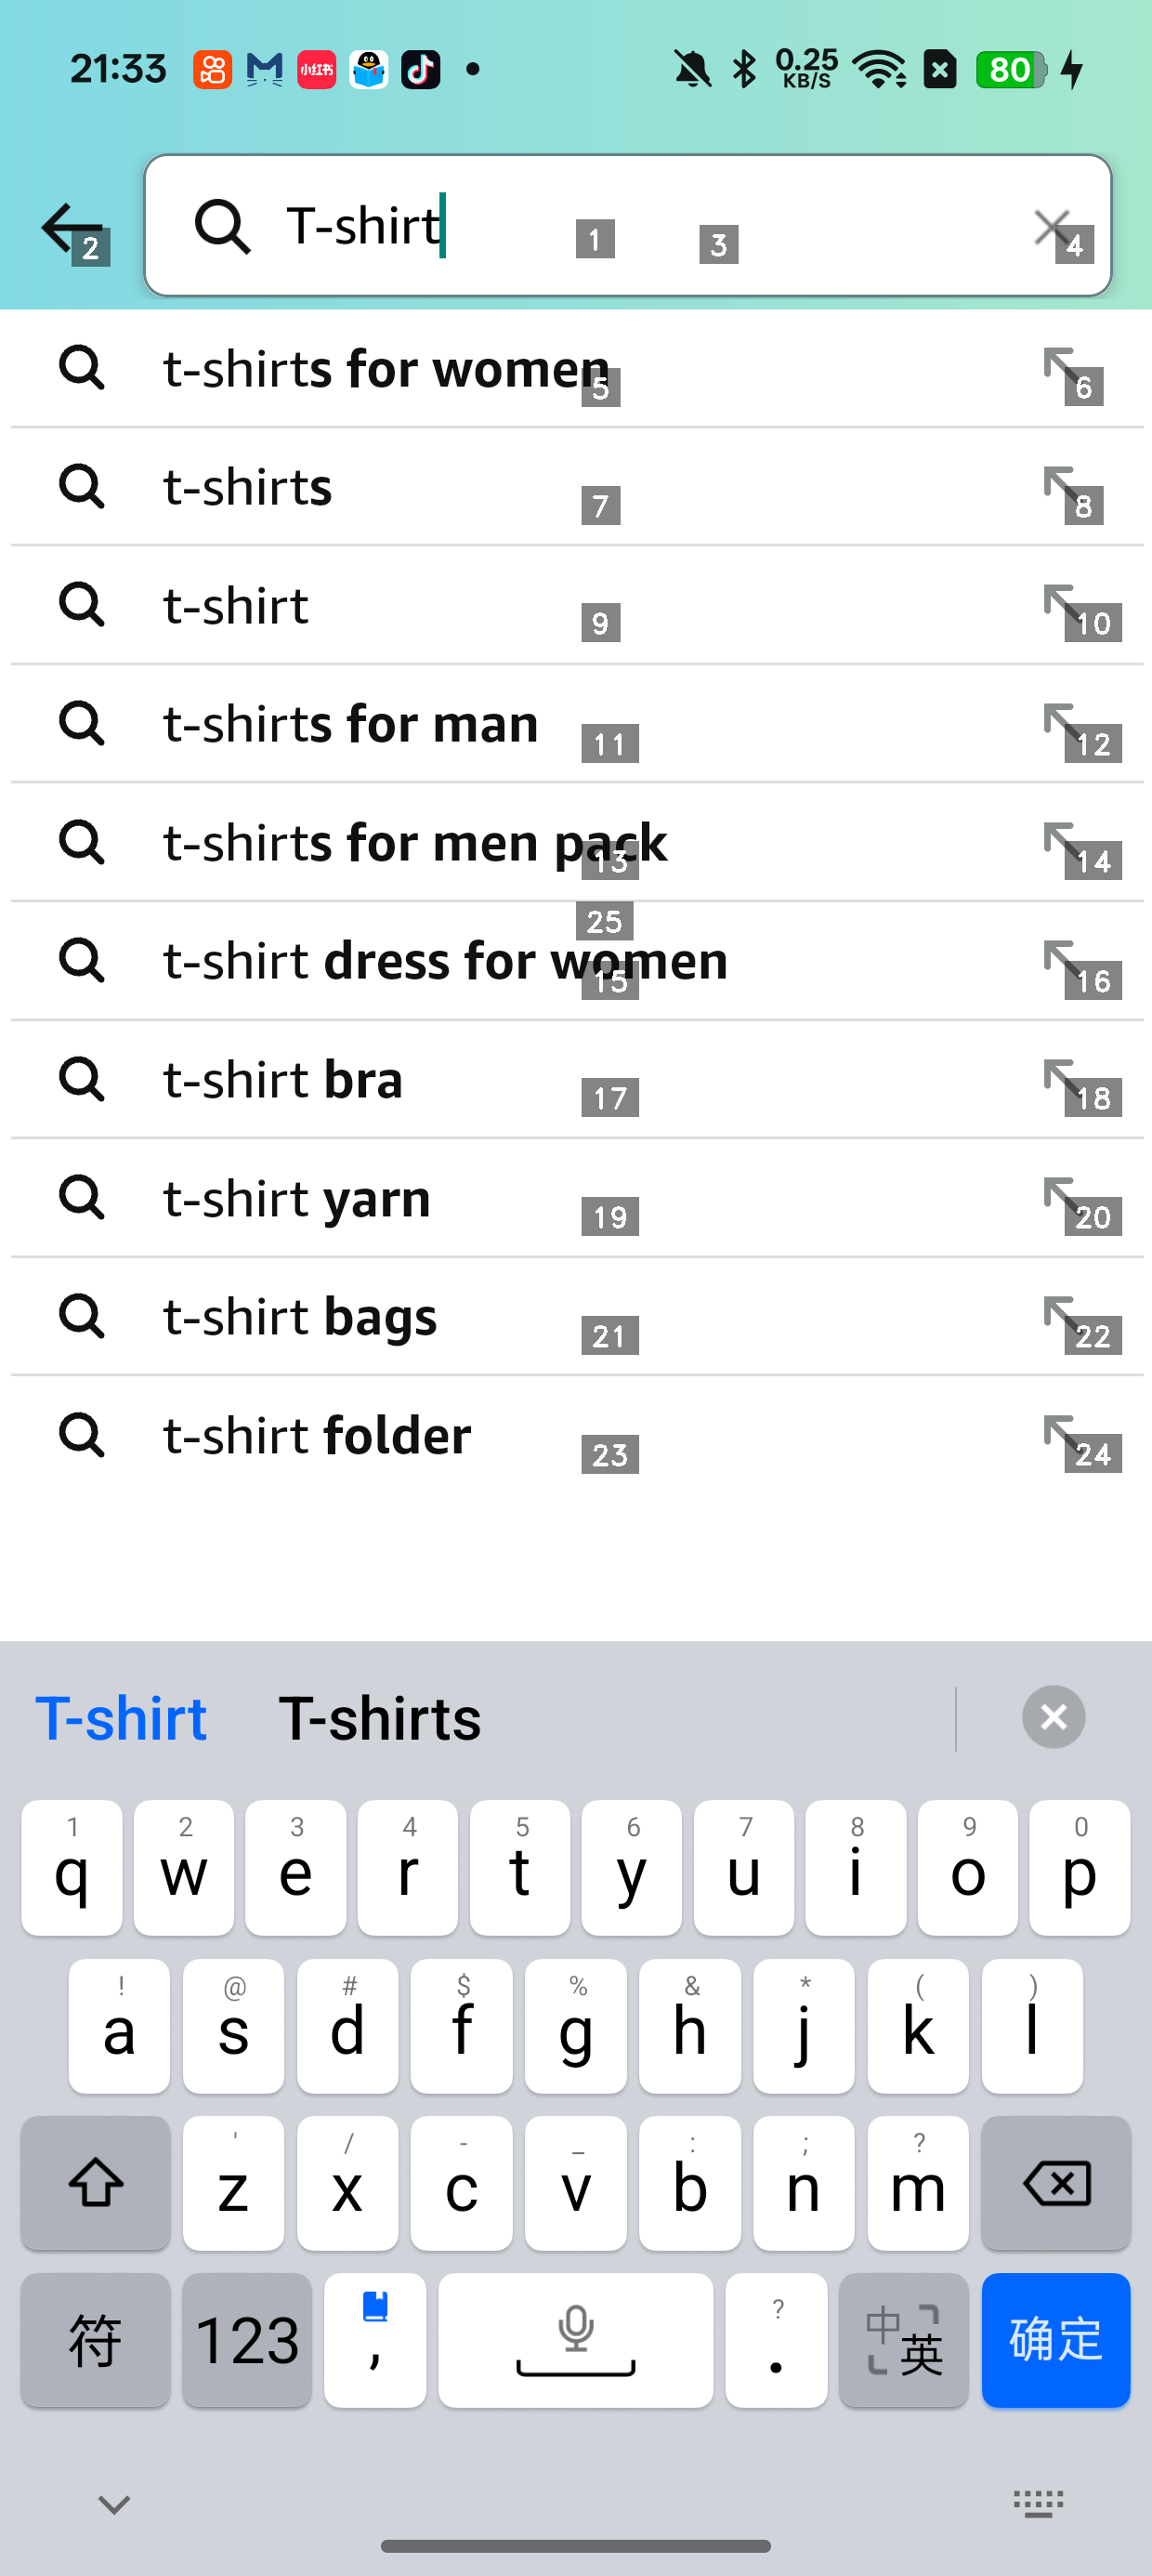 21:33 小红书 0.25 KB/S 80
T-shirt
1 2 3 4
t-shirts for women 5 6
t-shirts 7 8
t-shirt 9 10
t-shirts for man 11 12
t-shirts for men pack 13 14
25
t-shirt dress for women 15 16
t-shirt bra 17 18
t-shirt yarn 19 20
t-shirt bags 21 22
t-shirt folder 23 24
T-shirt T-shirts
1 2 3 4 5 6 7 8 9 0
q w e r t y u i o p
! @ # $ % & * ( )
a s d f g h j k l
' / - _ : ; ?
z x c v b n m
符 123 , ? . 中 英 确定